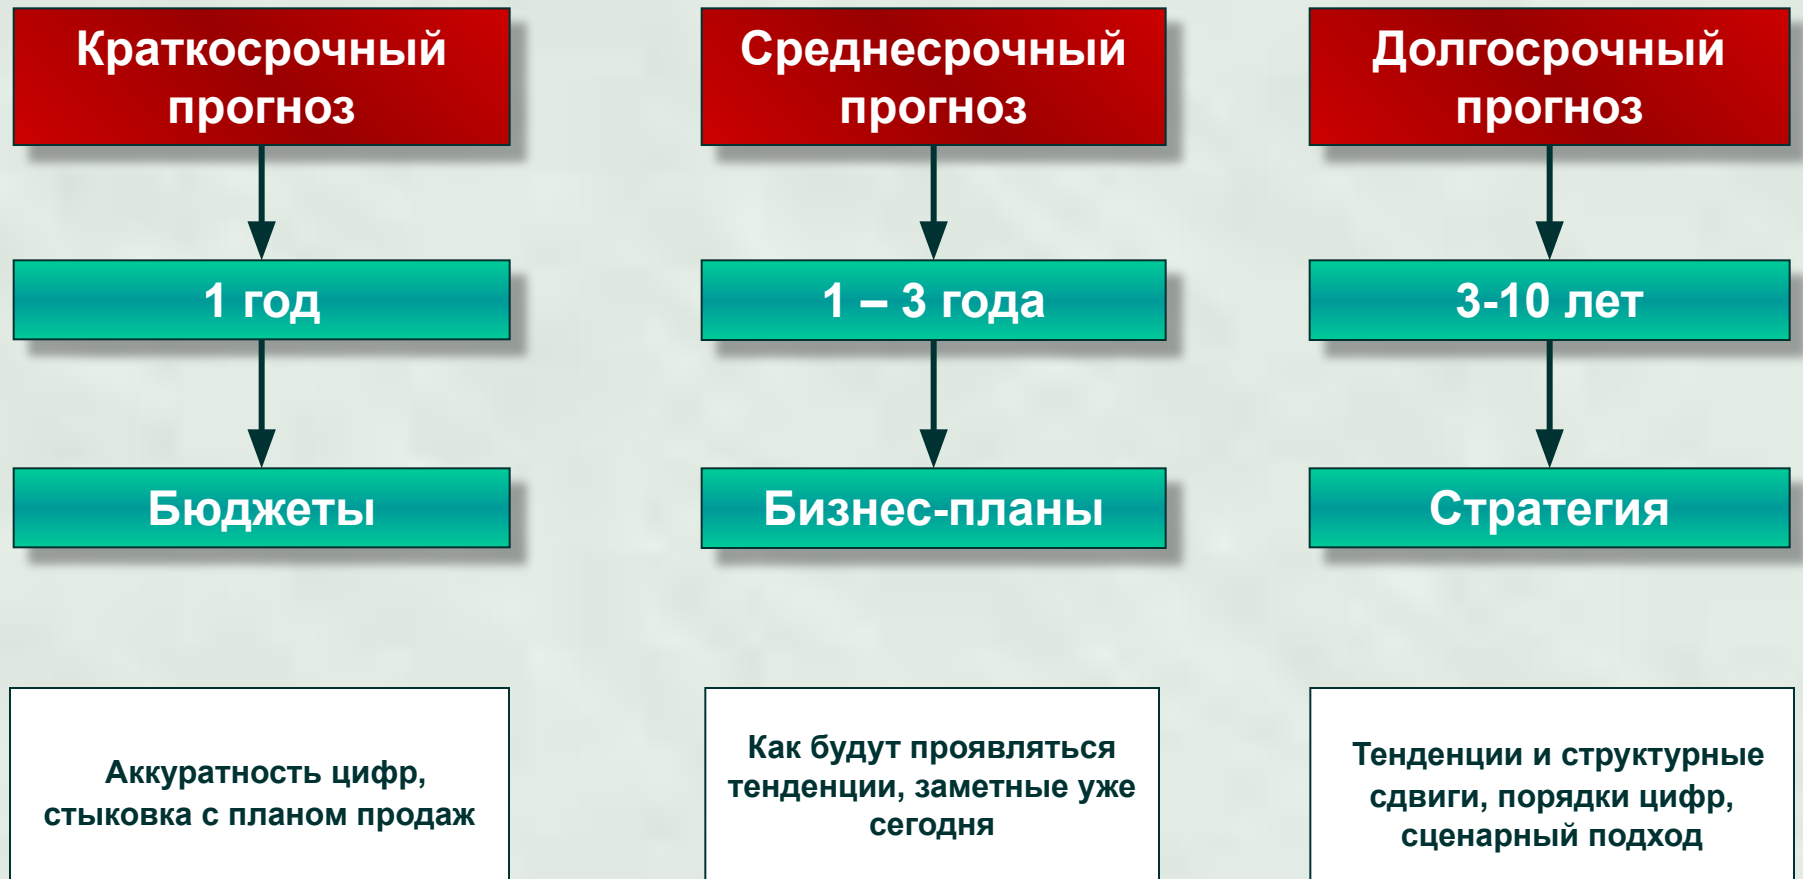 Краткосрочный
прогноз
Среднесрочный
прогноз
Долгосрочный
прогноз
1 год
1 – 3 года
3-10 лет
Бюджеты
Бизнес-планы
Стратегия
Аккуратность цифр,
стыковка с планом продаж
Как будут проявляться
тенденции, заметные уже
сегодня
Тенденции и структурные
сдвиги, порядки цифр,
сценарный подход